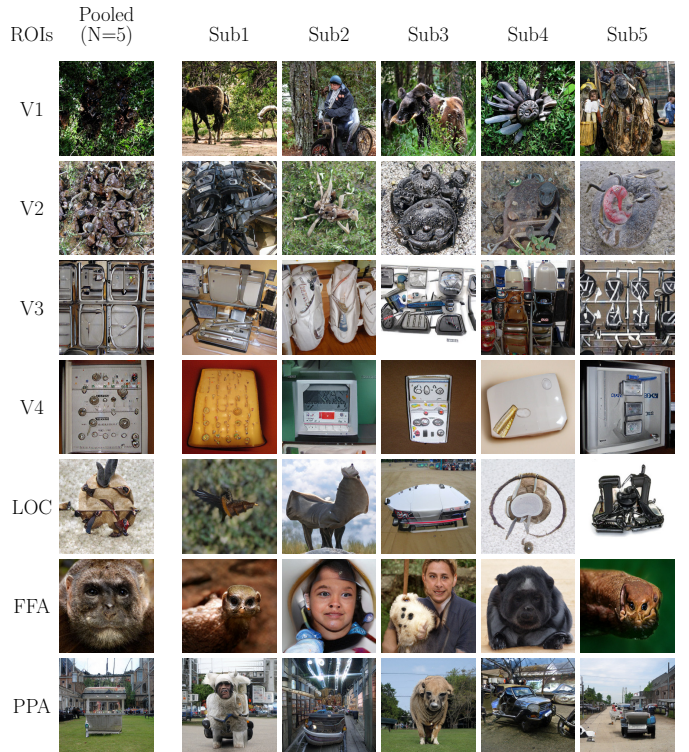 ROIs Pooled (N=5) Sub1 Sub2 Sub3 Sub4 Sub5
V1
V2
V3
V4
LOC
FFA
PPA